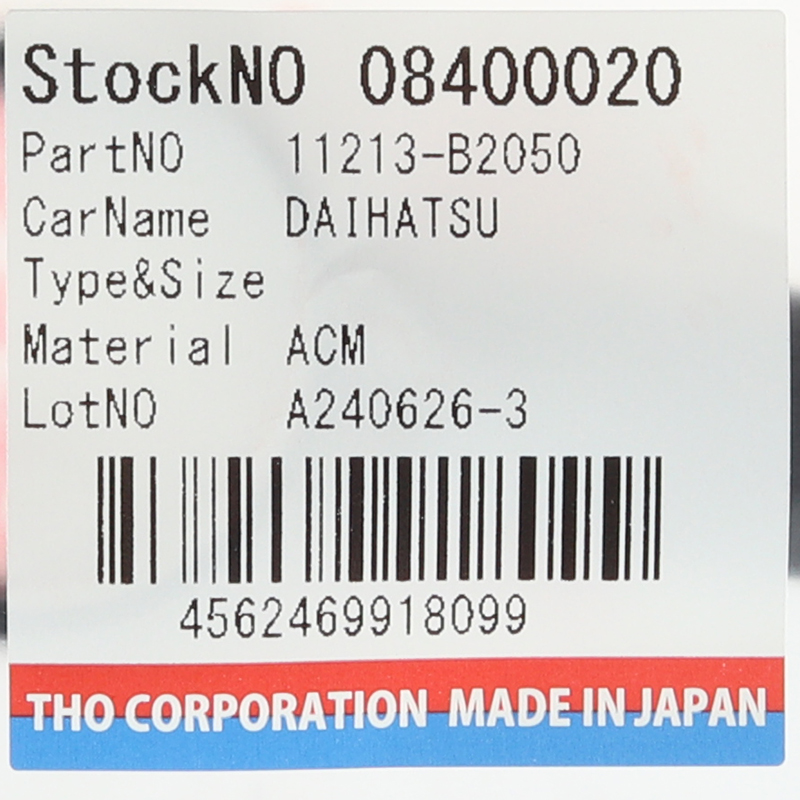 StockNO 08400020
PartNO 11213-B2050
CarName DAIHATSU
Type&Size
Material ACM
LotNO A240626-3
4562469918099
THO CORPORATION MADE IN JAPAN